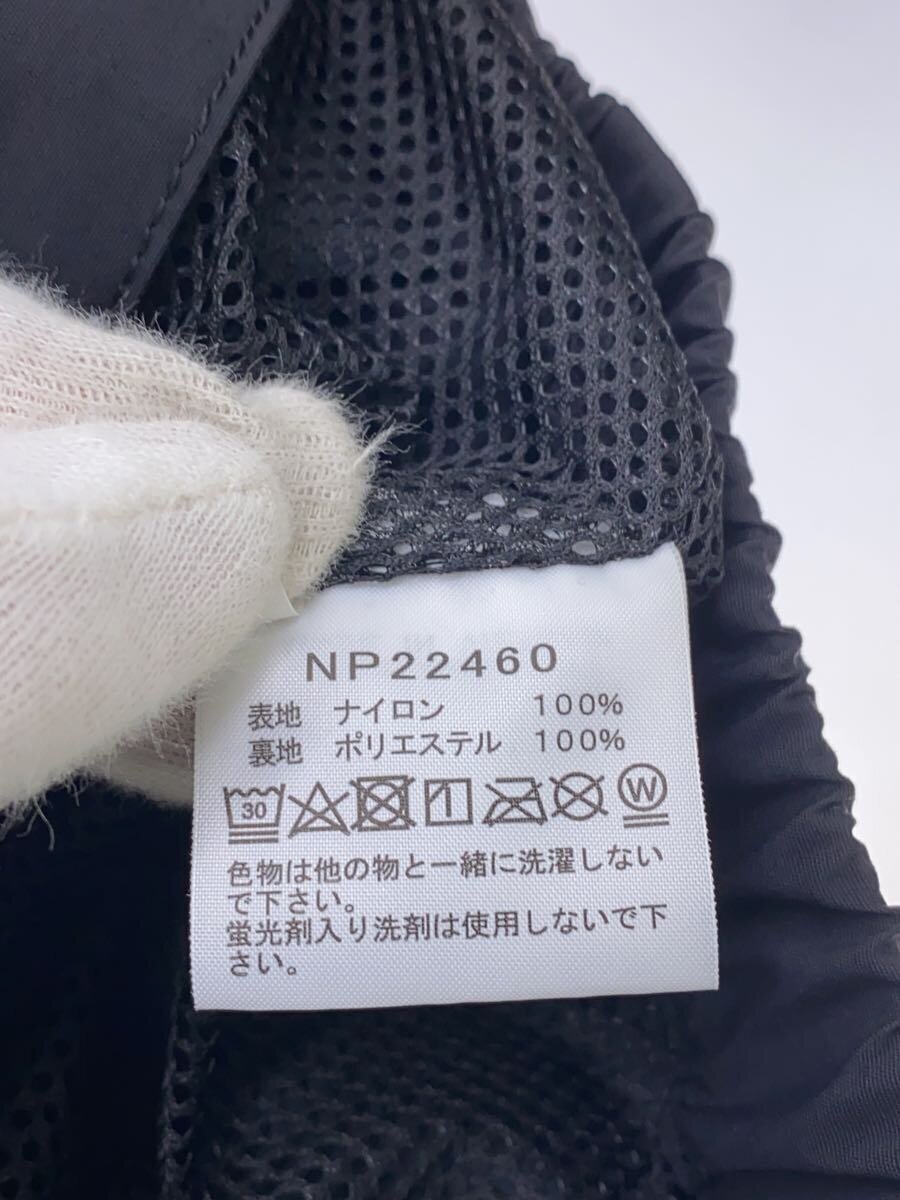 NP22460
表地 ナイロン 100%
裏地 ポリエステル 100%
30 W
色物は他の物と一緒に洗濯しない
で下さい。
蛍光剤入り洗剤は使用しないで下
さい。